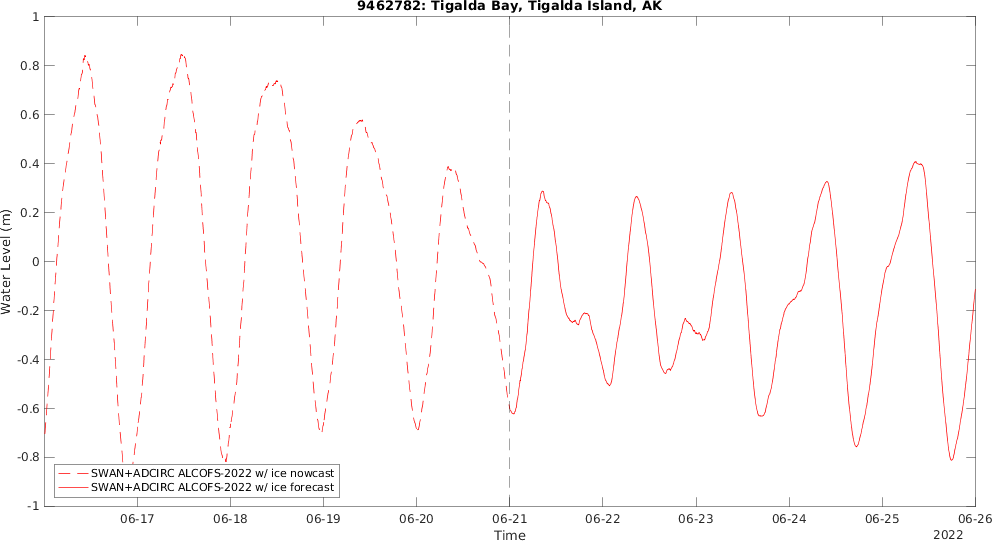 9462782: Tigalda Bay, Tigalda Island, AK
1
0.8
0.6
0.4
0.2
0
-0.2
-0.4
-0.6
-0.8
-1
Water Level (m)
SWAN+ADCIRC ALCOFS-2022 w/ ice nowcast
SWAN+ADCIRC ALCOFS-2022 w/ ice forecast
06-17 06-18 06-19 06-20 06-21 06-22 06-23 06-24 06-25 06-26
Time
2022